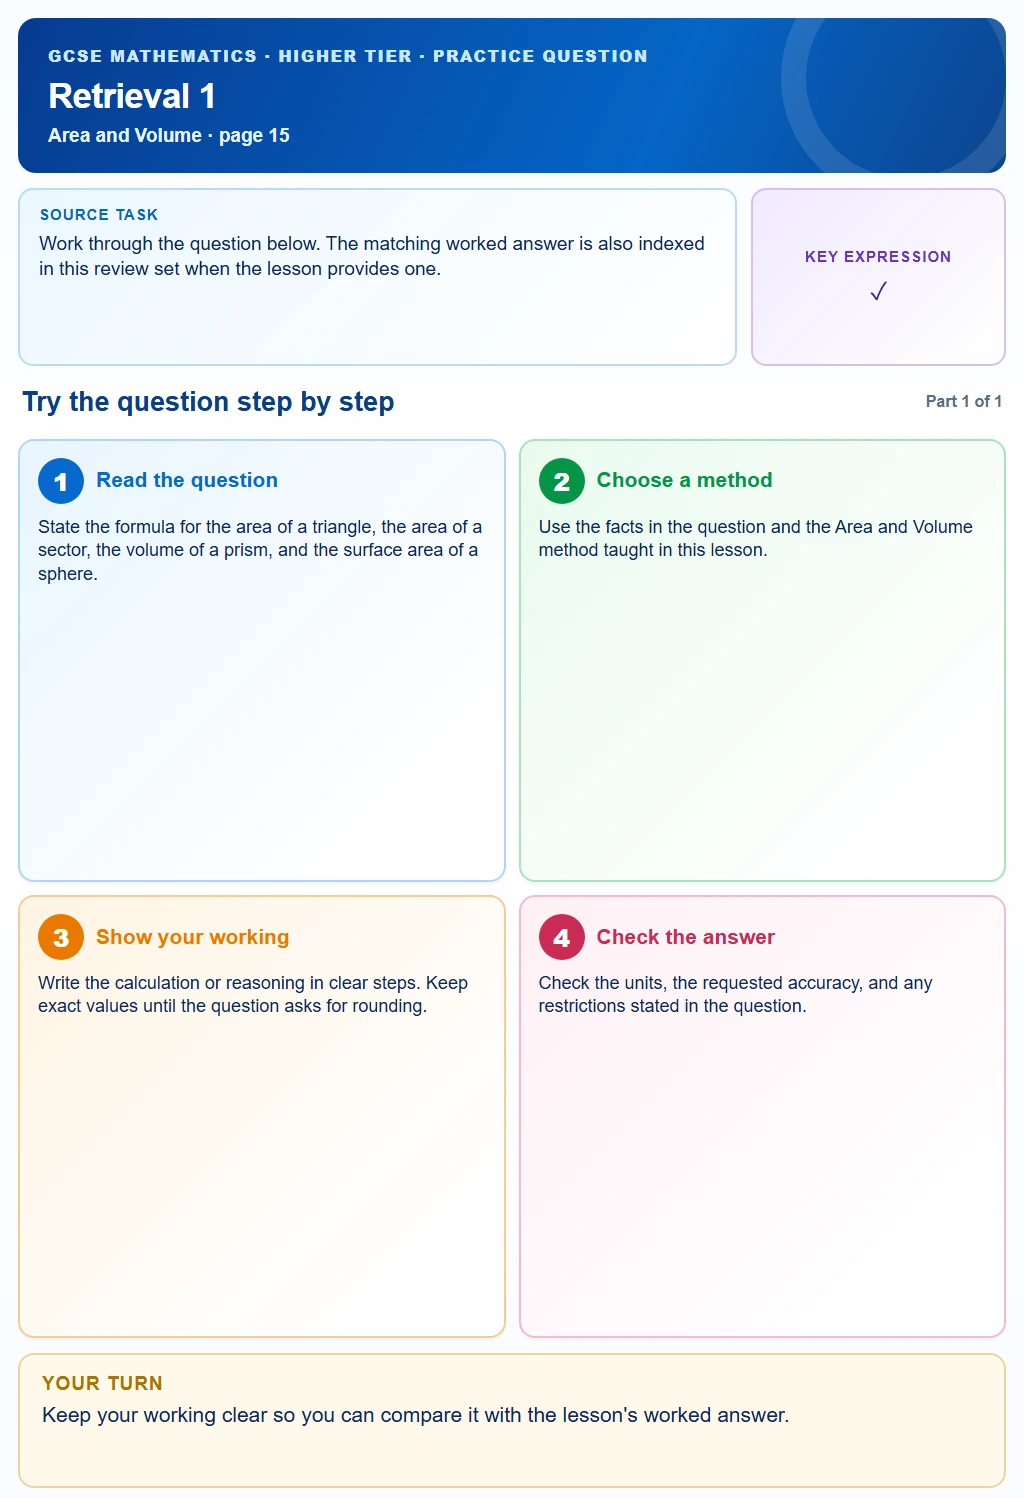 GCSE MATHEMATICS · HIGHER TIER · PRACTICE QUESTION
Retrieval 1
Area and Volume · page 15
SOURCE TASK
Work through the question below. The matching worked answer is also indexed
in this review set when the lesson provides one.
KEY EXPRESSION
✓
Try the question step by step
Part 1 of 1
1 Read the question
State the formula for the area of a triangle, the area of a
sector, the volume of a prism, and the surface area of a
sphere.
2 Choose a method
Use the facts in the question and the Area and Volume
method taught in this lesson.
3 Show your working
Write the calculation or reasoning in clear steps. Keep
exact values until the question asks for rounding.
4 Check the answer
Check the units, the requested accuracy, and any
restrictions stated in the question.
YOUR TURN
Keep your working clear so you can compare it with the lesson's worked answer.